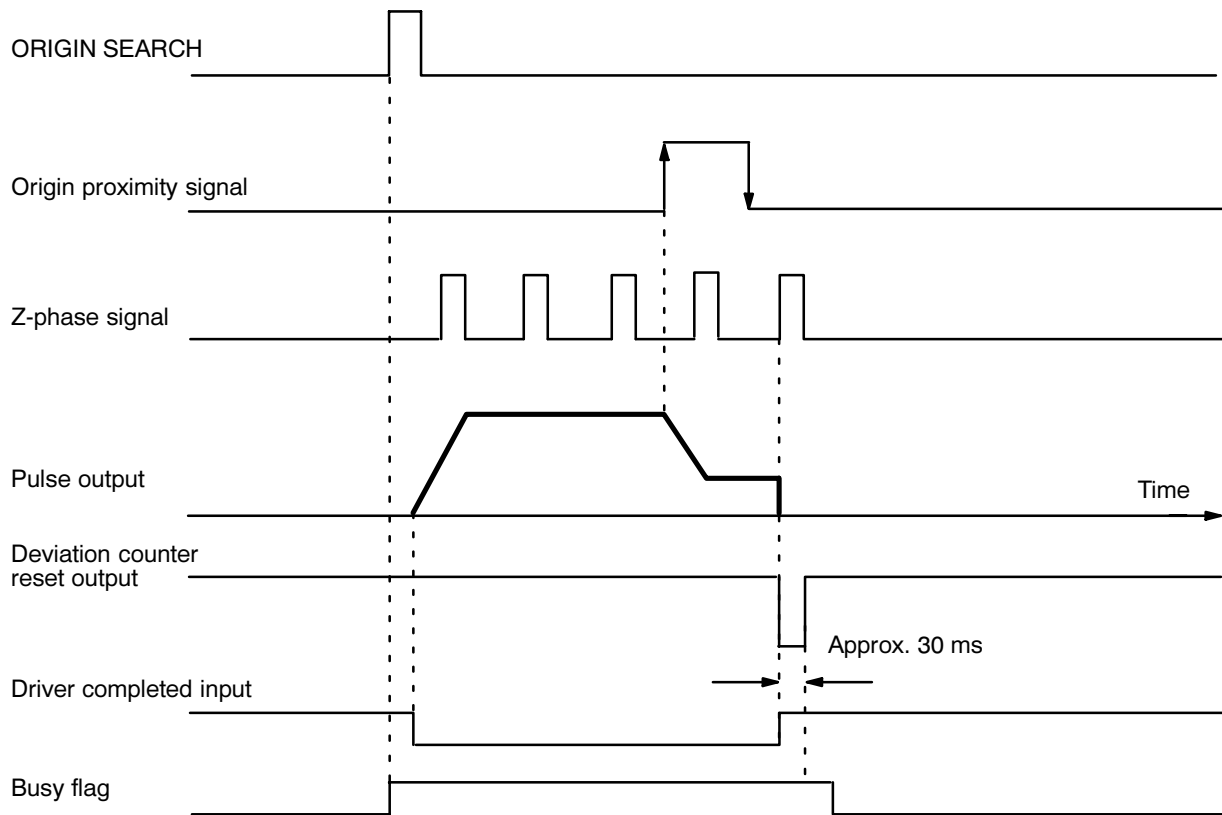 ORIGIN SEARCH
Origin proximity signal
Z-phase signal
Pulse output
Time
Deviation counter
reset output
Approx. 30 ms
Driver completed input
Busy flag